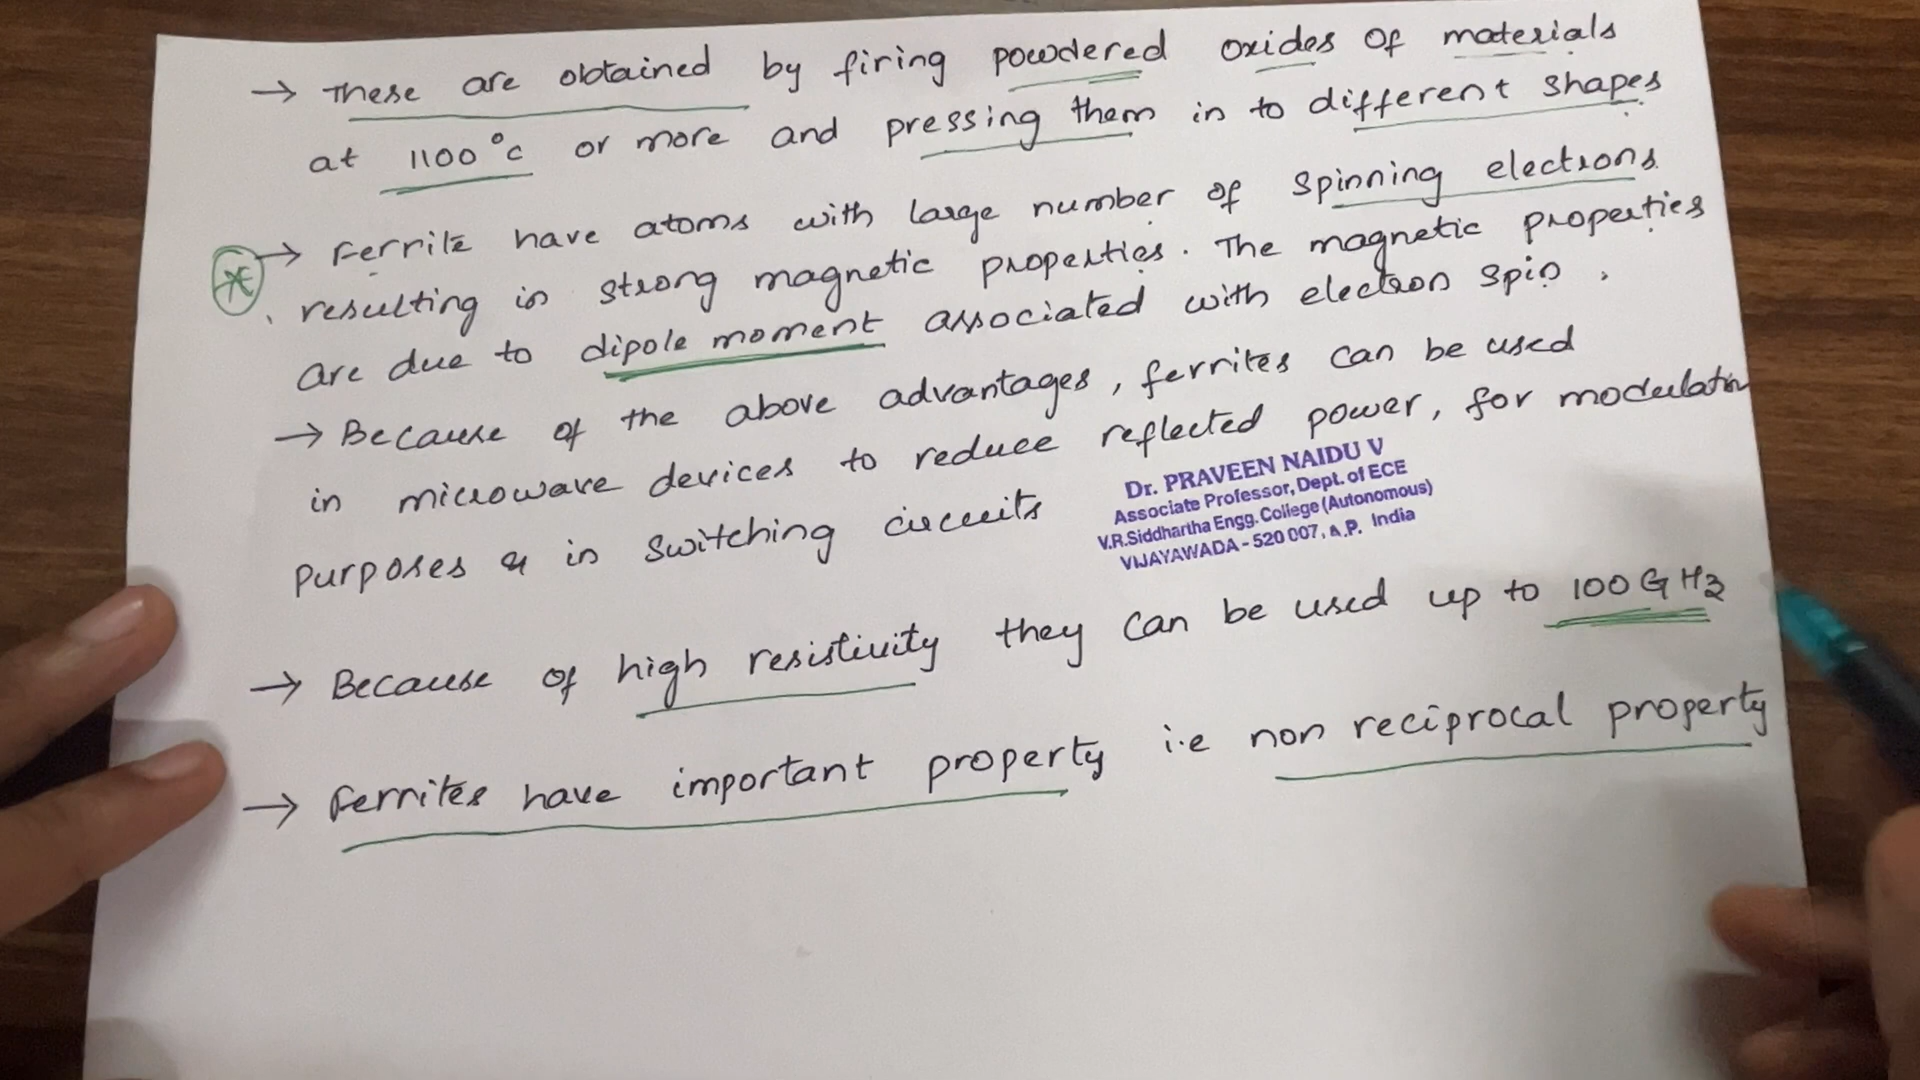 → These are obtained by firing powdered oxides of materials
at 1100°c or more and pressing them in to different shapes
→ Ferrite have atoms with large number of spinning electrons
resulting in strong magnetic properties. The magnetic properties
are due to dipole moment associated with electron spin.
→ Because of the above advantages, ferrites can be used
in microwave devices to reduce reflected power, for modulation
purposes & in switching circuits
Dr. PRAVEEN NAIDU V
Associate Professor, Dept. of ECE
V.R.Siddhartha Engg. College (Autonomous)
VIJAYAWADA - 520 007, A.P. India
→ Because of high resistivity they can be used up to 100 GHz
→ Ferrites have important property i.e non reciprocal property